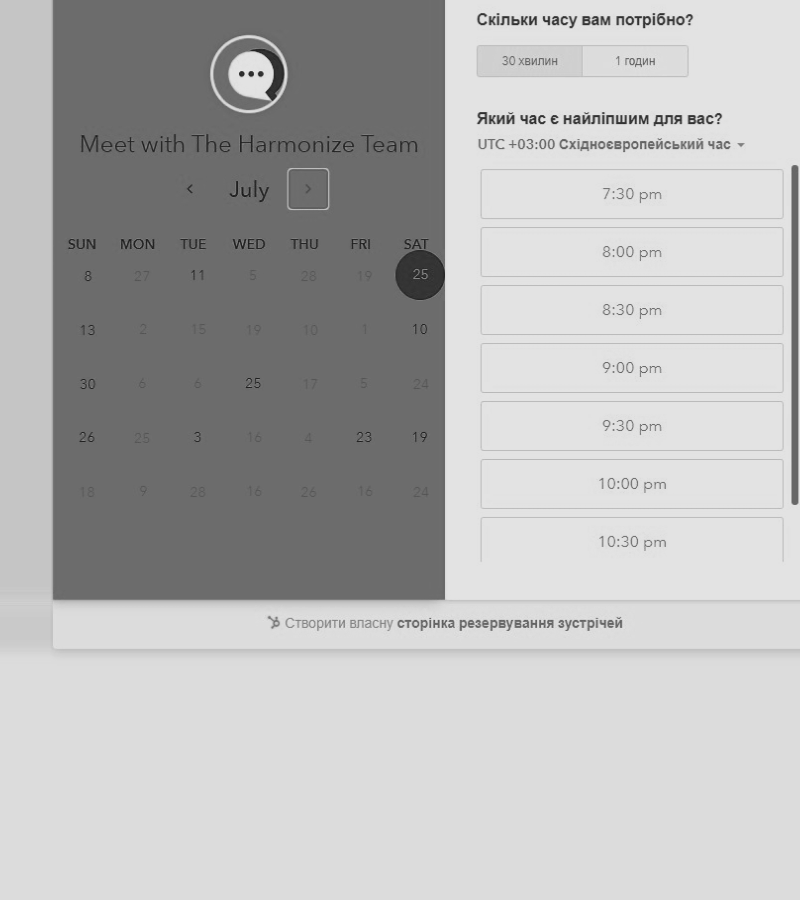 Meet with The Harmonize Team
July
SUN MON TUE WED THU FRI SAT
8 27 11 5 28 19 25
13 2 15 19 10 1 10
30 6 6 25 17 5 24
26 25 3 16 4 23 19
18 9 28 16 26 16 24
Скільки часу вам потрібно?
30 хвилин 1 годин
Який час є найліпшим для вас?
UTC +03:00 Східноєвропейський час
7:30 pm
8:00 pm
8:30 pm
9:00 pm
9:30 pm
10:00 pm
10:30 pm
Створити власну сторінка резервування зустрічей